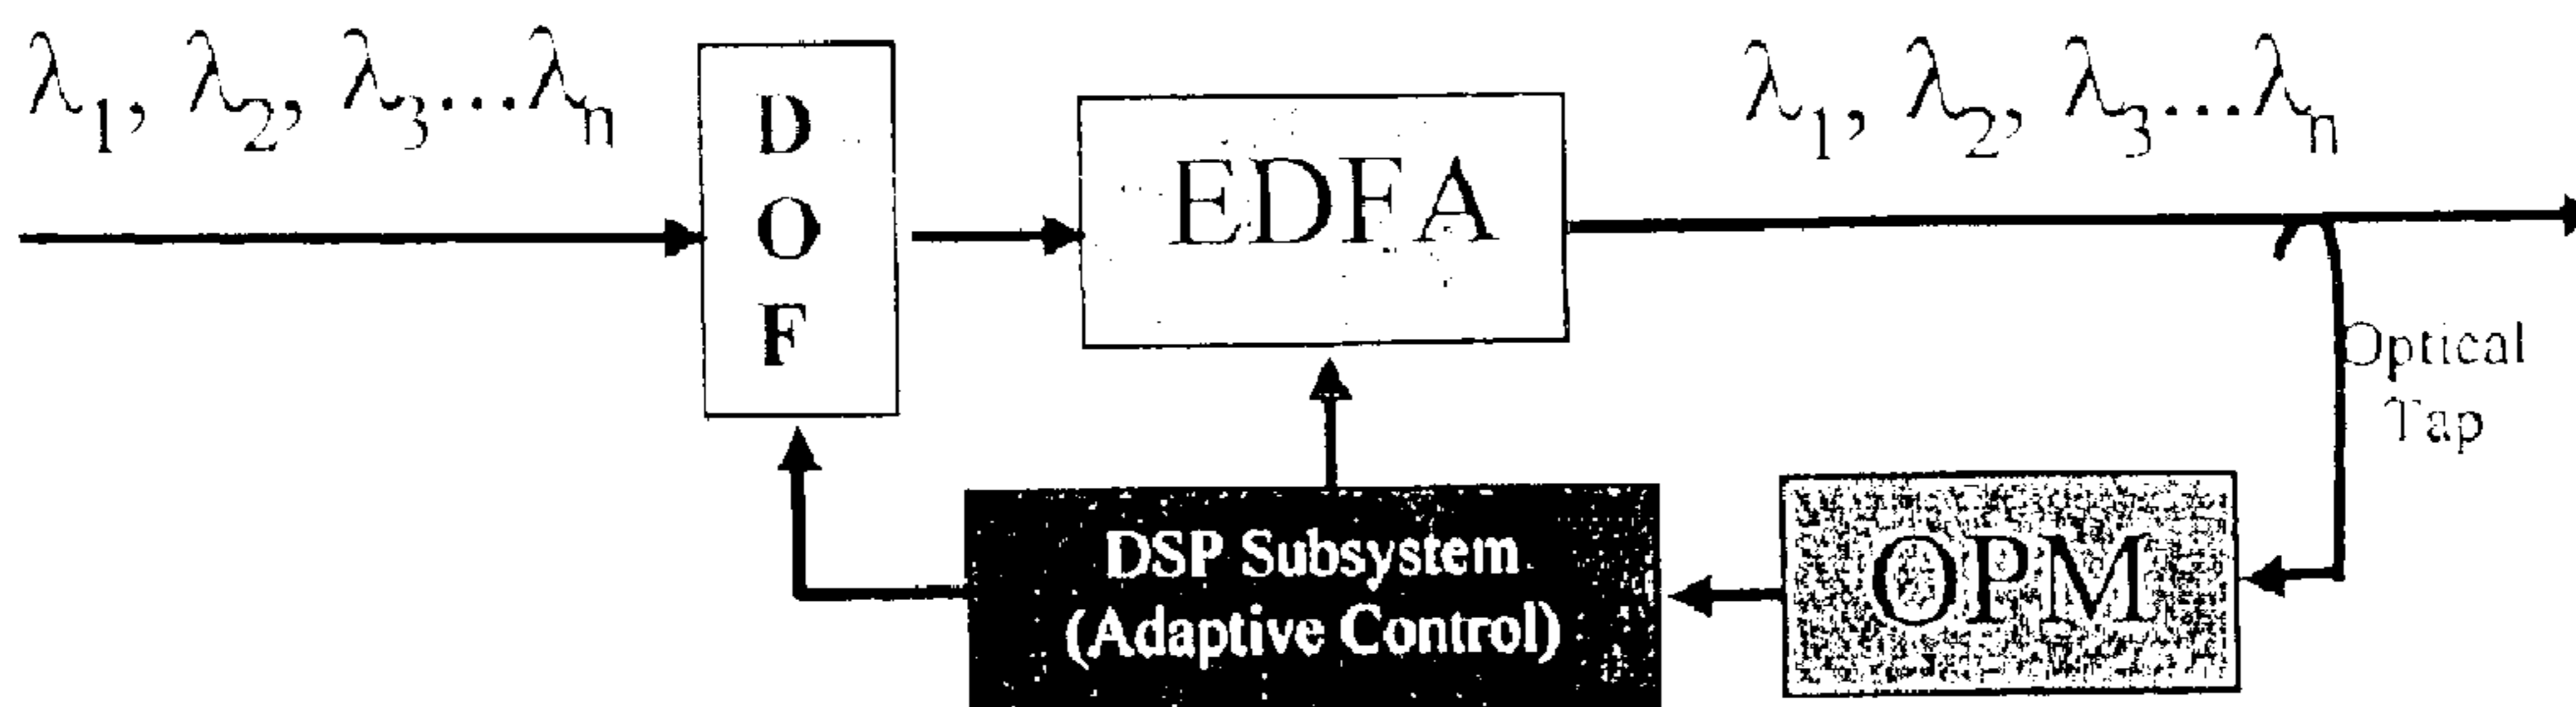 λ₁, λ₂, λ₃...λₙ
λ₁, λ₂, λ₃...λₙ
D
O
F
EDFA
Optical
Tap
DSP Subsystem
(Adaptive Control)
OPM